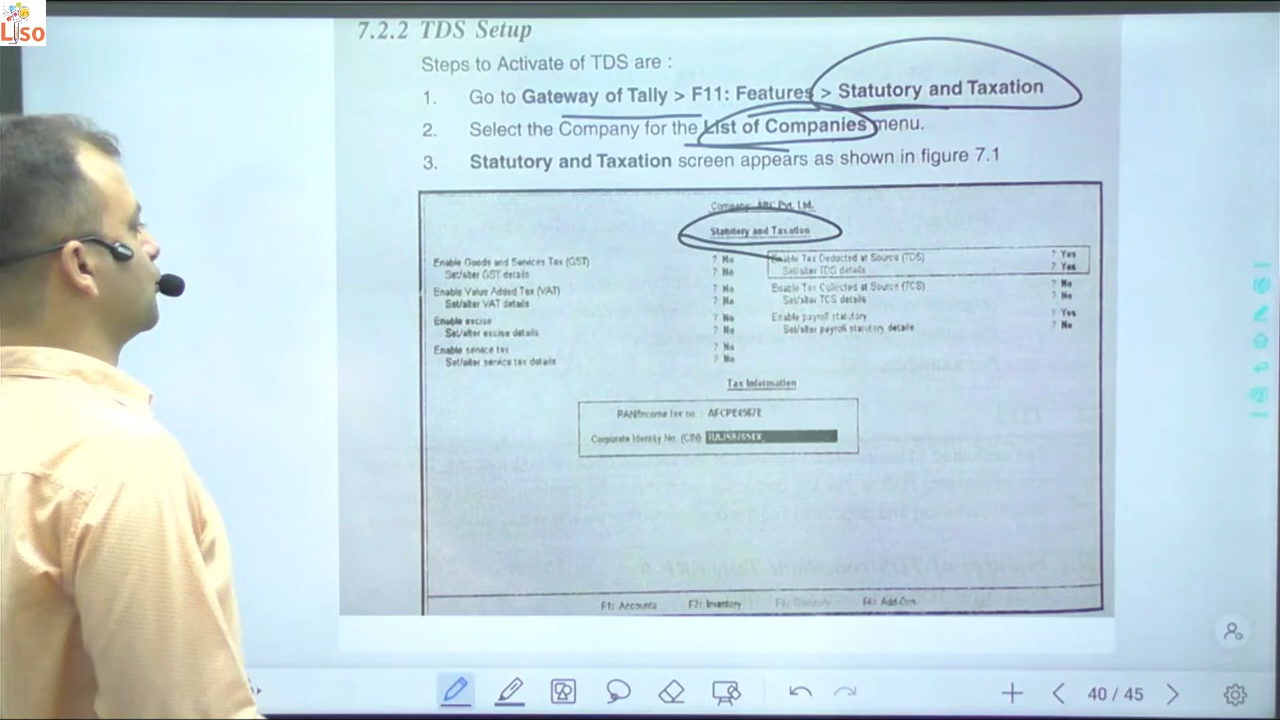 Liso
7.2.2 TDS Setup
Steps to Activate of TDS are :
1. Go to Gateway of Tally > F11: Features > Statutory and Taxation
2. Select the Company for the List of Companies menu.
3. Statutory and Taxation screen appears as shown in figure 7.1
Company: ABC Pvt. Ltd.
Statutory and Taxation
Enable Goods and Services Tax (GST) ? No Enable Tax Deducted at Source (TDS) ? Yes
Set/alter GST details ? No Set/alter TDS details ? Yes
Enable Value Added Tax (VAT) ? No Enable Tax Collected at Source (TCS) ? No
Set/alter VAT details ? No Set/alter TCS details ? No
Enable excise ? No Enable payroll statutory ? Yes
Set/alter excise details ? No Set/alter payroll statutory details ? No
Enable service tax ? No
Set/alter service tax details ? No
Tax Information
PAN/Income tax no.
Corporate Identity No. (CIN)
F1: Accounts F2: Inventory F6: Add-Ons
40 / 45